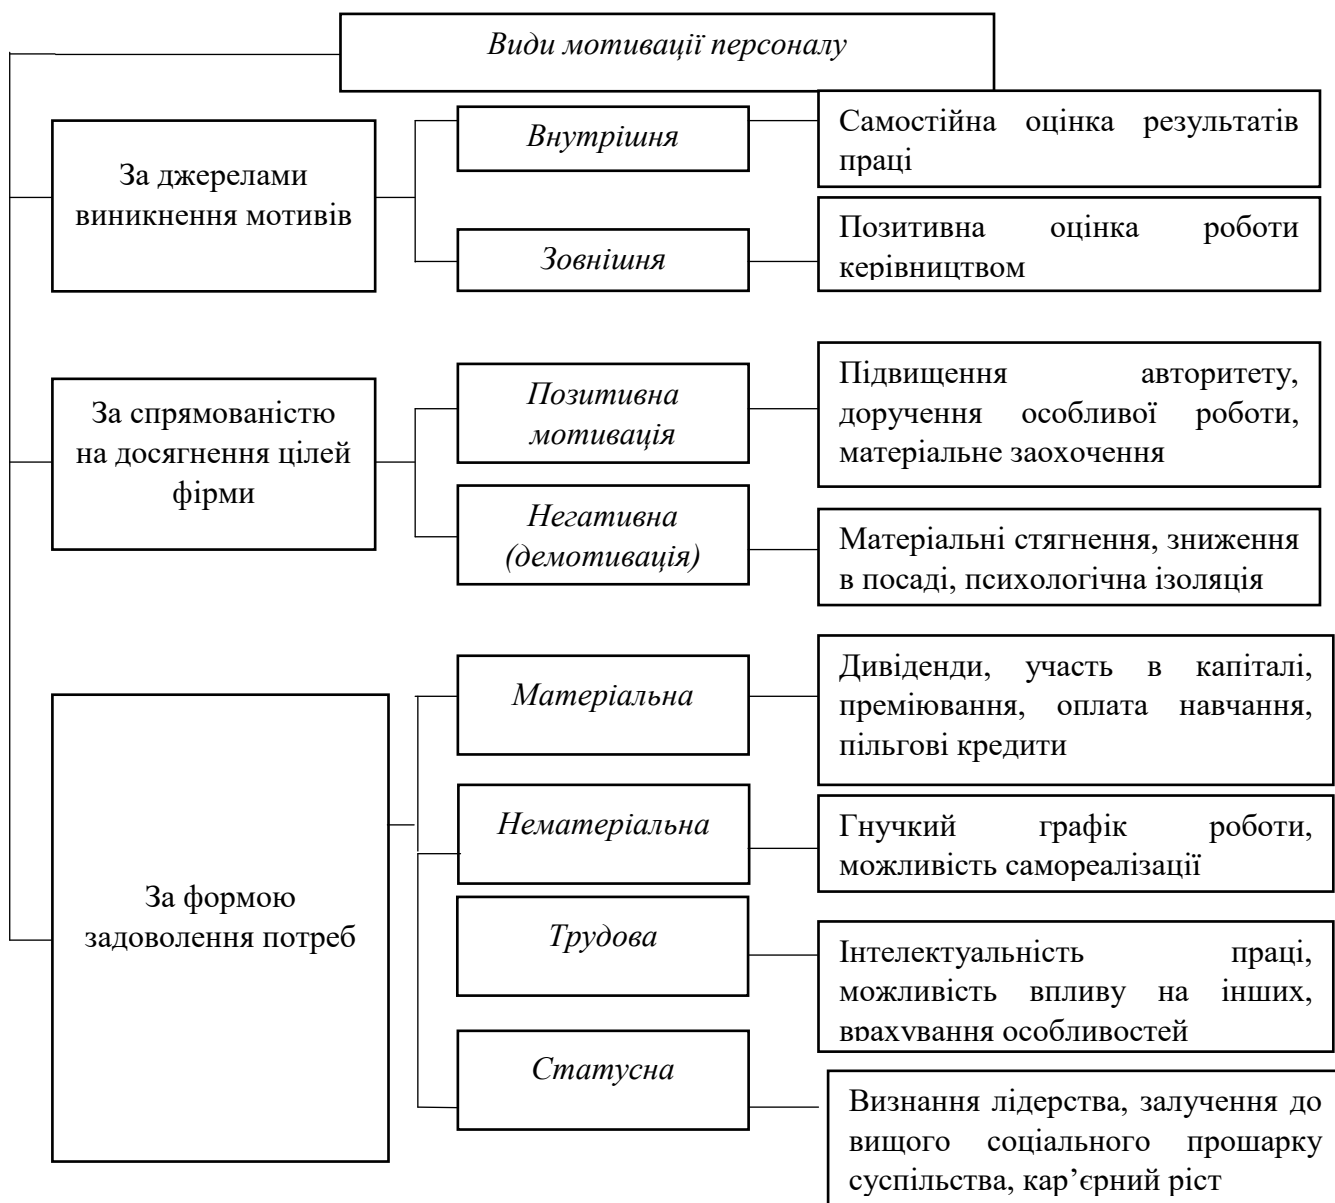 Види мотивації персоналу
За джерелами
виникнення мотивів
Внутрішня
Самостійна оцінка результатів
праці
Зовнішня
Позитивна оцінка роботи
керівництвом
За спрямованістю
на досягнення цілей
фірми
Позитивна
мотивація
Підвищення авторитету,
доручення особливої роботи,
матеріальне заохочення
Негативна
(демотивація)
Матеріальні стягнення, зниження
в посаді, психологічна ізоляція
За формою
задоволення потреб
Матеріальна
Дивіденди, участь в капіталі,
преміювання, оплата навчання,
пільгові кредити
Нематеріальна
Гнучкий графік роботи,
можливість самореалізації
Трудова
Інтелектуальність праці,
можливість впливу на інших,
врахування особливостей
Статусна
Визнання лідерства, залучення до
вищого соціального прошарку
суспільства, кар’єрний ріст